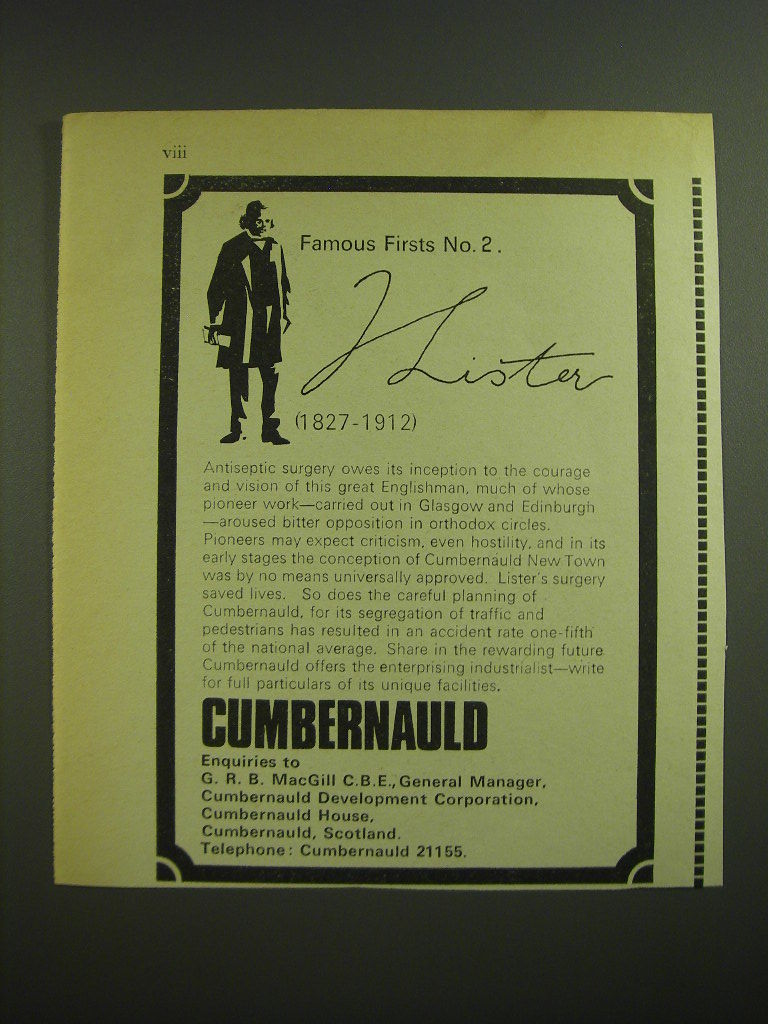 viii
Famous Firsts No. 2.
J Lister
(1827-1912)
Antiseptic surgery owes its inception to the courage
and vision of this great Englishman, much of whose
pioneer work—carried out in Glasgow and Edinburgh
—aroused bitter opposition in orthodox circles.
Pioneers may expect criticism, even hostility, and in its
early stages the conception of Cumbernauld New Town
was by no means universally approved. Lister's surgery
saved lives. So does the careful planning of
Cumbernauld, for its segregation of traffic and
pedestrians has resulted in an accident rate one-fifth
of the national average. Share in the rewarding future
Cumbernauld offers the enterprising industrialist—write
for full particulars of its unique facilities.
CUMBERNAULD
Enquiries to
G. R. B. MacGill C.B.E., General Manager,
Cumbernauld Development Corporation,
Cumbernauld House,
Cumbernauld, Scotland.
Telephone: Cumbernauld 21155.